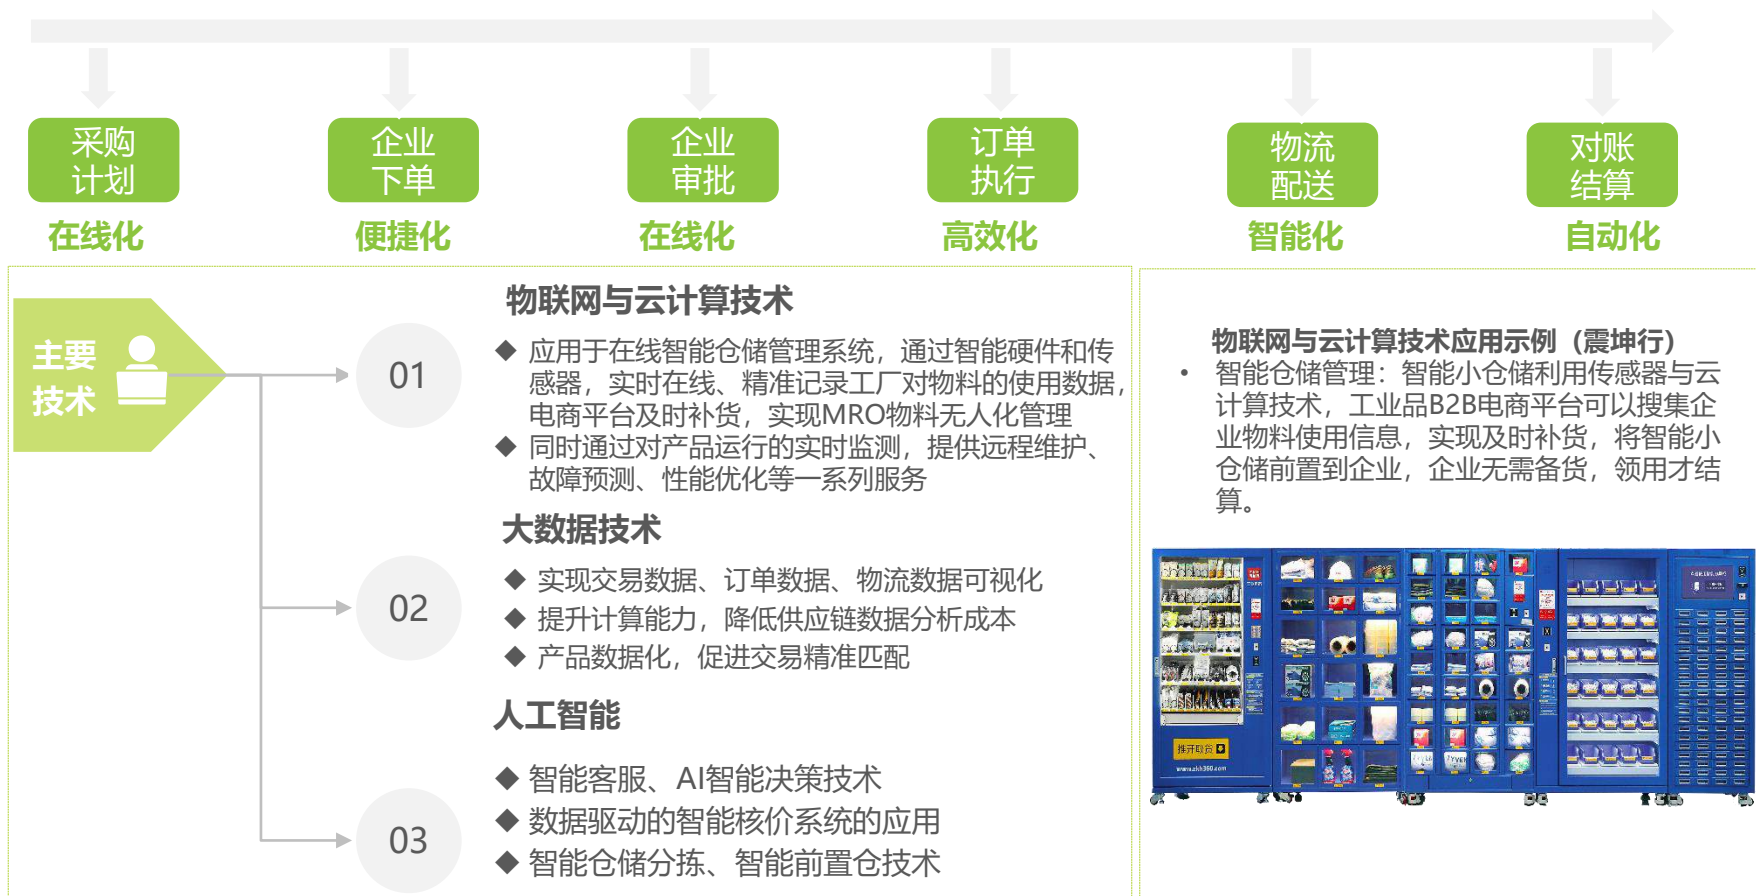 采购
计划
企业
下单
企业
审批
订单
执行
物流
配送
对账
结算
在线化
便捷化
在线化
高效化
智能化
自动化
主要
技术
01
物联网与云计算技术
◆ 应用于在线智能仓储管理系统，通过智能硬件和传
感器，实时在线、精准记录工厂对物料的使用数据，
电商平台及时补货，实现MRO物料无人化管理
◆ 同时通过对产品运行的实时监测，提供远程维护、
故障预测、性能优化等一系列服务
02
大数据技术
◆ 实现交易数据、订单数据、物流数据可视化
◆ 提升计算能力，降低供应链数据分析成本
◆ 产品数据化，促进交易精准匹配
03
人工智能
◆ 智能客服、AI智能决策技术
◆ 数据驱动的智能核价系统的应用
◆ 智能仓储分拣、智能前置仓技术
物联网与云计算技术应用示例（震坤行）
• 智能仓储管理：智能小仓储利用传感器与云
计算技术，工业品B2B电商平台可以搜集企
业物料使用信息，实现及时补货，将智能小
仓储前置到企业，企业无需备货，领用才结
算。
推开取货
www.zkh360.com